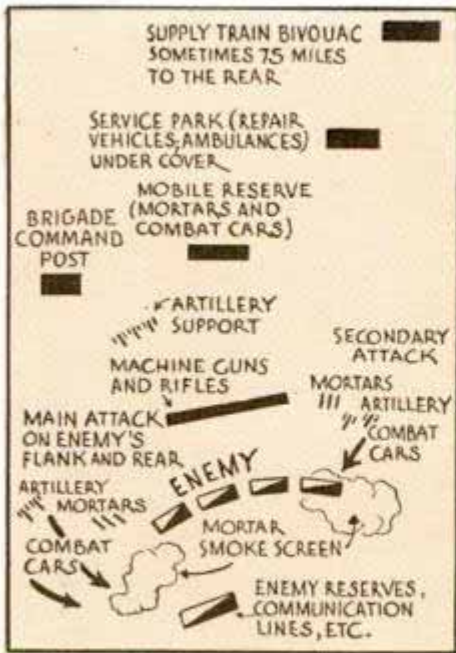 SUPPLY TRAIN BIVOUAC
SOMETIMES 75 MILES
TO THE REAR
SERVICE PARK (REPAIR
VEHICLES, AMBULANCES)
UNDER COVER
MOBILE RESERVE
(MORTARS AND
COMBAT CARS)
BRIGADE
COMMAND
POST
ARTILLERY
SUPPORT
SECONDARY
ATTACK
MACHINE GUNS
AND RIFLES
MORTARS
ARTILLERY
COMBAT
CARS
MAIN ATTACK
ON ENEMY'S
FLANK AND REAR
ENEMY
ARTILLERY
MORTARS
COMBAT
CARS
MORTAR
SMOKE SCREEN
ENEMY RESERVES,
COMMUNICATION
LINES, ETC.